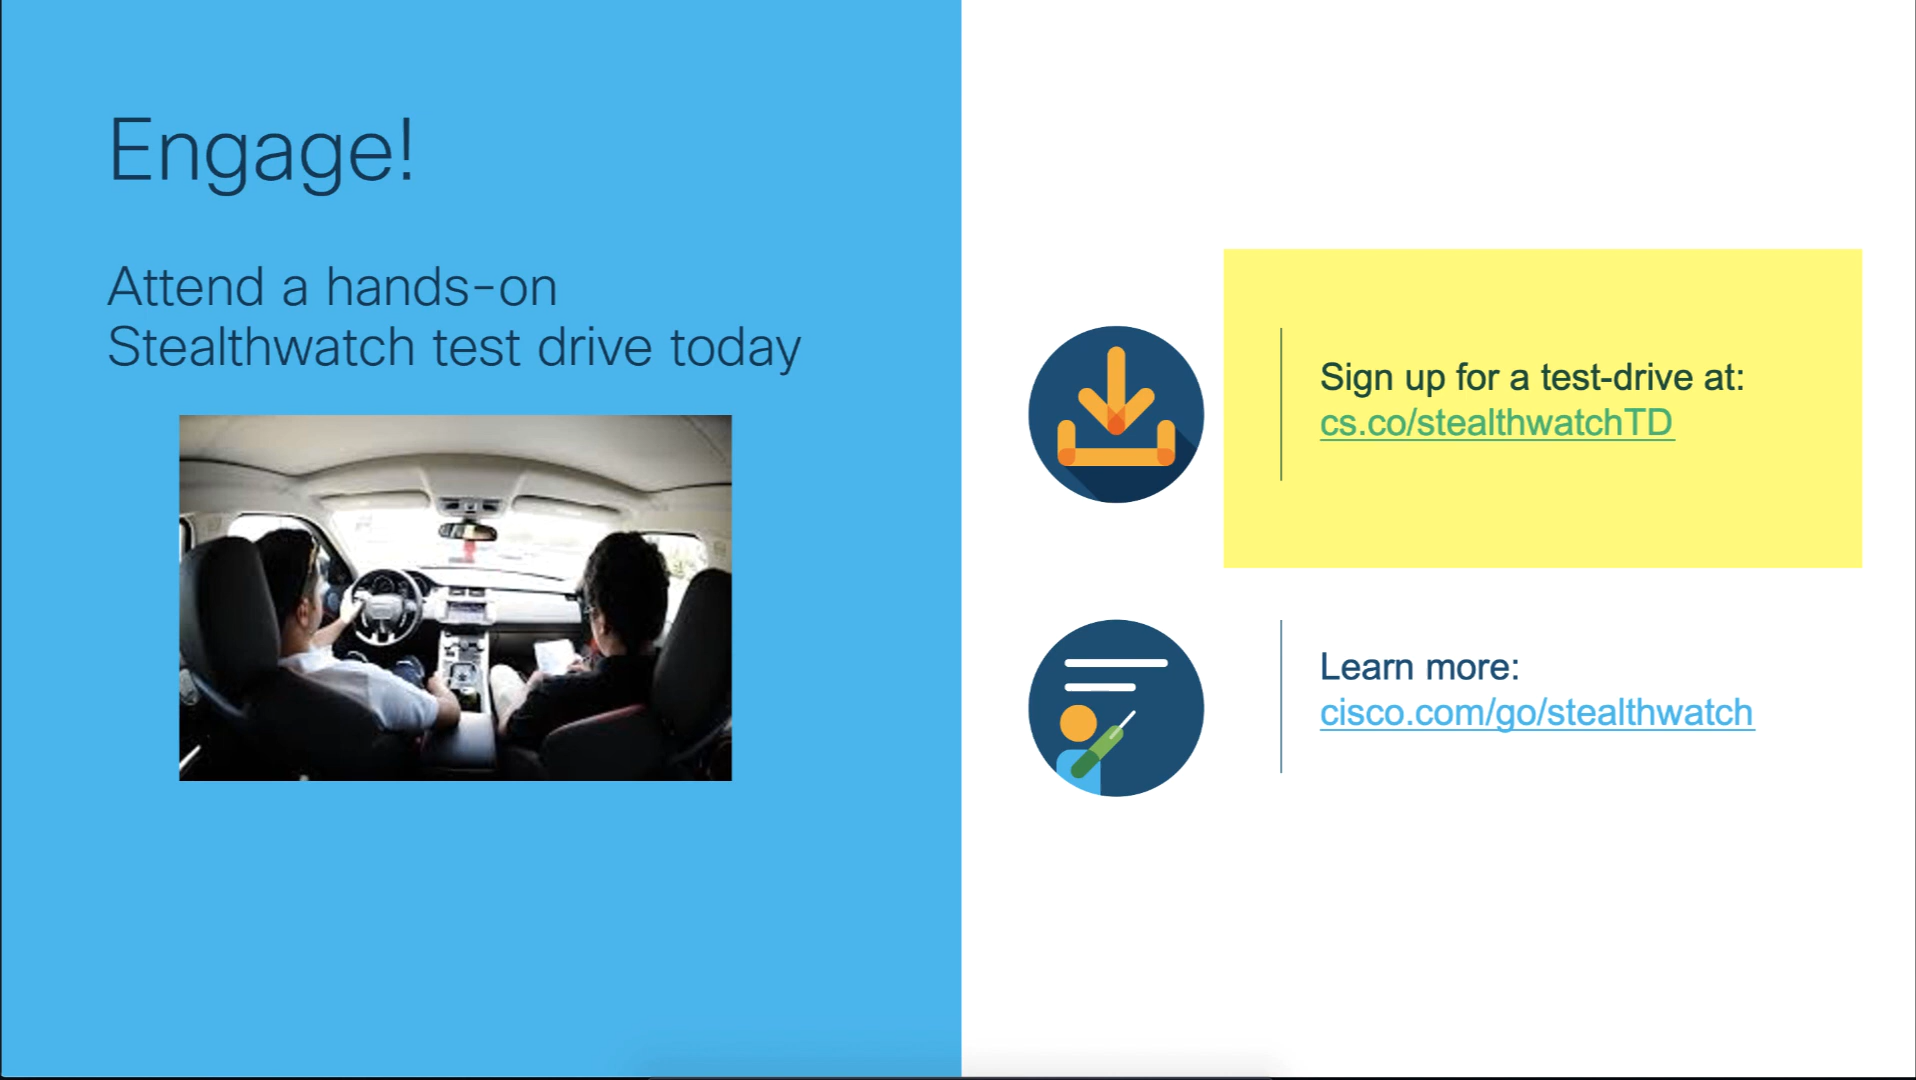 Engage!
Attend a hands-on
Stealthwatch test drive today
Sign up for a test-drive at:
cs.co/stealthwatchTD
Learn more:
cisco.com/go/stealthwatch